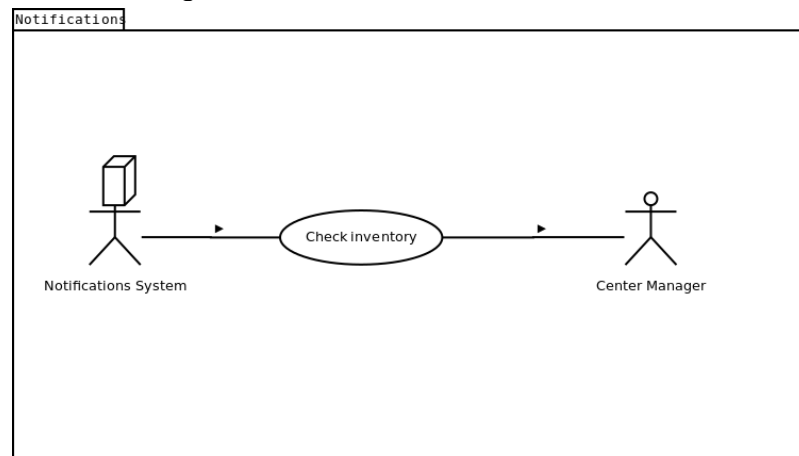 Notifications
Check inventory
Notifications System
Center Manager